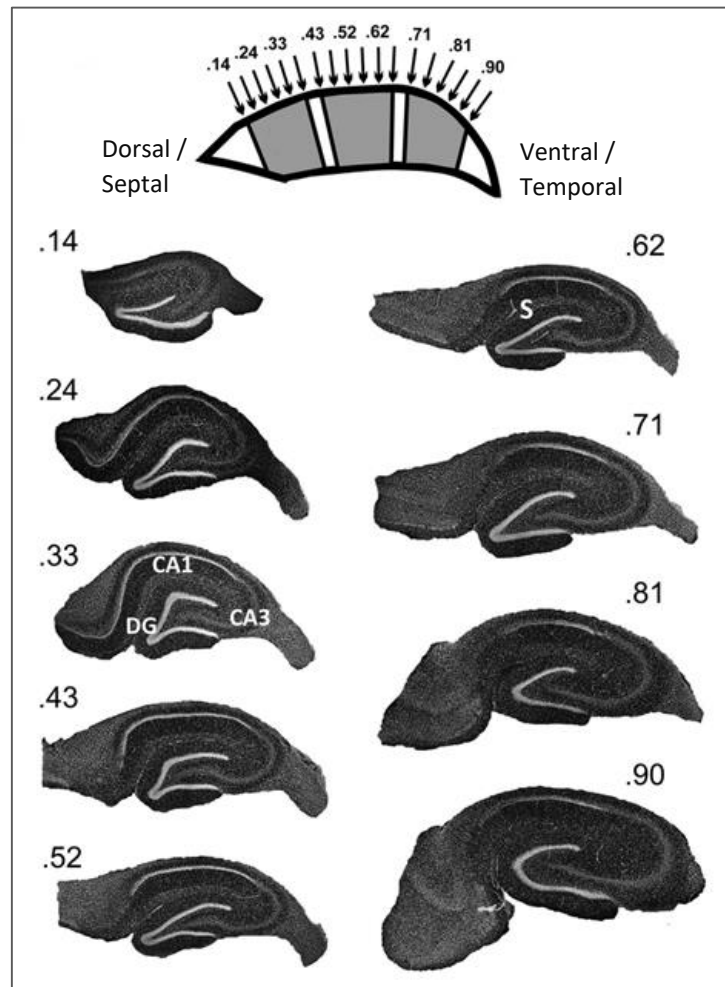 .14 .24 .33 .43 .52 .62 .71 .81 .90
Dorsal /
Septal
Ventral /
Temporal
.14
.24
.33
CA1
DG
CA3
.43
.52
.62
S
.71
.81
.90